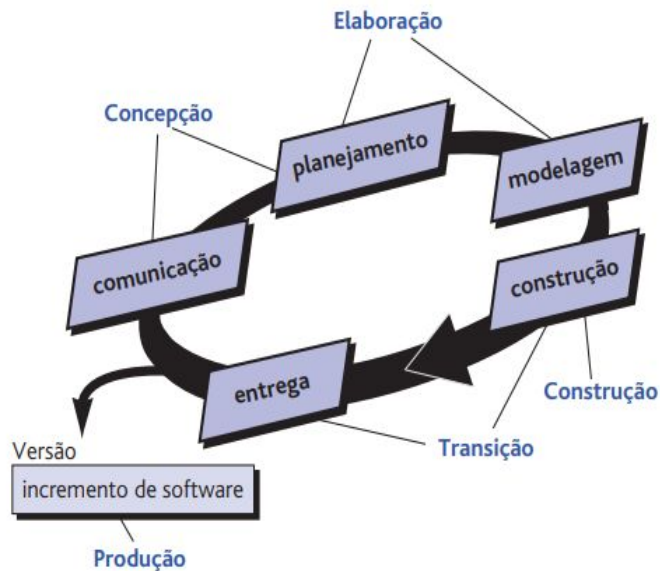 Elaboração
Concepção
planejamento
modelagem
comunicação
construção
entrega
Construção
Transição
Versão
incremento de software
Produção